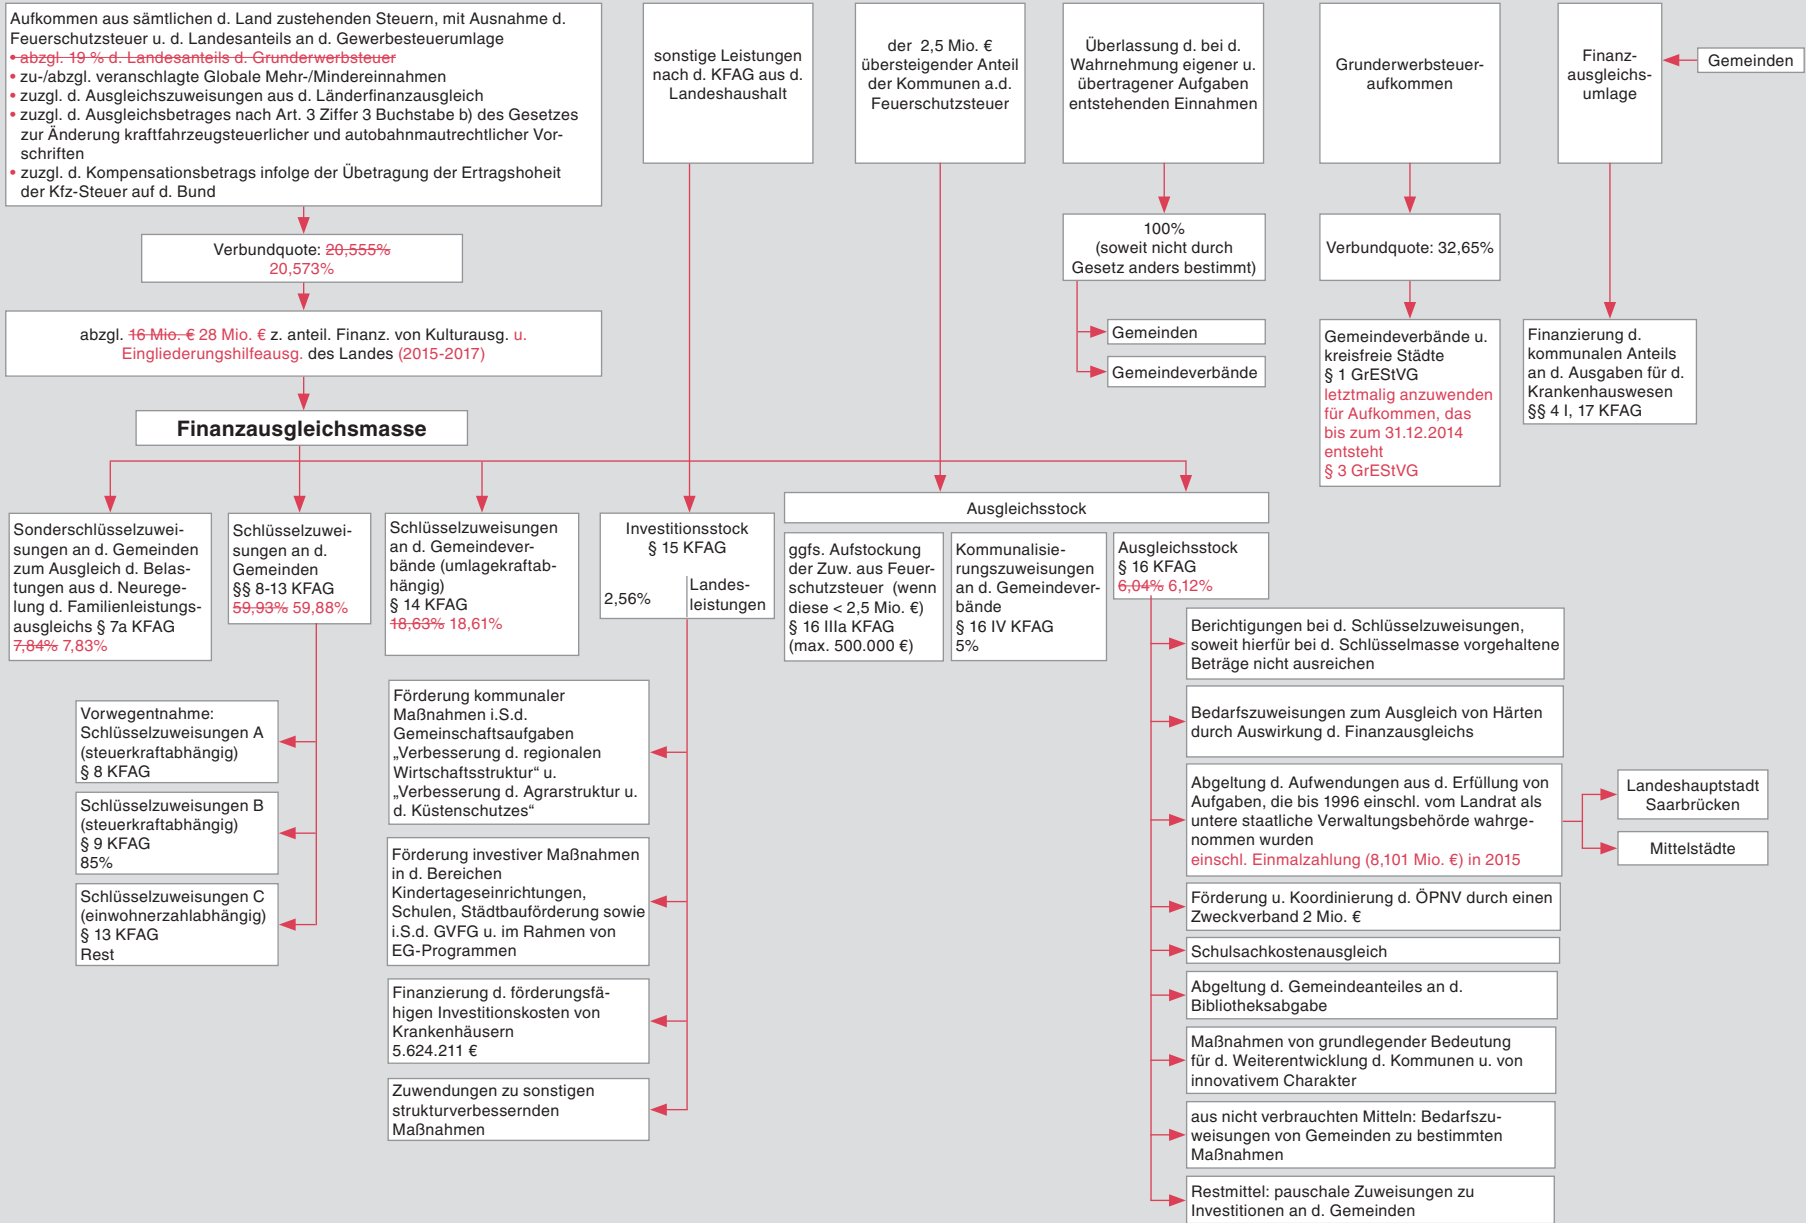 Aufkommen aus sämtlichen d. Land zustehenden Steuern, mit Ausnahme d.
Feuerschutzsteuer u. d. Landesanteils an d. Gewerbesteuerumlage
• abzgl. 19 % d. Landesanteils d. Grunderwerbsteuer
• zu-/abzgl. veranschlagte Globale Mehr-/Mindereinnahmen
• zuzgl. d. Ausgleichszuweisungen aus d. Länderfinanzausgleich
• zuzgl. d. Ausgleichsbetrages nach Art. 3 Ziffer 3 Buchstabe b) des Gesetzes
zur Änderung kraftfahrzeugsteuerlicher und autobahnmautrechtlicher Vor-
schriften
• zuzgl. d. Kompensationsbetrags infolge der Übetragung der Ertragshoheit
der Kfz-Steuer auf d. Bund
Verbundquote: 20,555%
20,573%
abzgl. 16 Mio. € 28 Mio. € z. anteil. Finanz. von Kulturausg. u.
Eingliederungshilfeausg. des Landes (2015-2017)
Finanzausgleichsmasse
sonstige Leistungen
nach d. KFAG aus d.
Landeshaushalt
der 2,5 Mio. €
übersteigender Anteil
der Kommunen a.d.
Feuerschutzsteuer
Überlassung d. bei d.
Wahrnehmung eigener u.
übertragener Aufgaben
entstehenden Einnahmen
100%
(soweit nicht durch
Gesetz anders bestimmt)
Gemeinden
Gemeindeverbände
Grunderwerbsteuer-
aufkommen
Verbundquote: 32,65%
Gemeindeverbände u.
kreisfreie Städte
§ 1 GrEStVG
letztmalig anzuwenden
für Aufkommen, das
bis zum 31.12.2014
entsteht
§ 3 GrEStVG
Finanz-
ausgleichs-
umlage
Gemeinden
Finanzierung d.
kommunalen Anteils
an d. Ausgaben für d.
Krankenhauswesen
§§ 4 I, 17 KFAG
Sonderschlüsselzuwei-
sungen an d. Gemeinden
zum Ausgleich d. Belas-
tungen aus d. Neurege-
lung d. Familienleistungs-
ausgleichs § 7a KFAG
7,84% 7,83%
Schlüsselzuwei-
sungen an d.
Gemeinden
§§ 8-13 KFAG
59,93% 59,88%
Schlüsselzuweisungen
an d. Gemeindever-
bände (umlagekraftab-
hängig)
§ 14 KFAG
18,63% 18,61%
Investitionsstock
§ 15 KFAG
2,56%
Landes-
leistungen
Ausgleichsstock
ggfs. Aufstockung
der Zuw. aus Feuer-
schutzsteuer (wenn
diese < 2,5 Mio. €)
§ 16 IIIa KFAG
(max. 500.000 €)
Kommunalisie-
rungszuweisungen
an d. Gemeindever-
bände
§ 16 IV KFAG
5%
Ausgleichsstock
§ 16 KFAG
6,04% 6,12%
Vorwegentnahme:
Schlüsselzuweisungen A
(steuerkraftabhängig)
§ 8 KFAG
Schlüsselzuweisungen B
(steuerkraftabhängig)
§ 9 KFAG
85%
Schlüsselzuweisungen C
(einwohnerzahlabhängig)
§ 13 KFAG
Rest
Förderung kommunaler
Maßnahmen i.S.d.
Gemeinschaftsaufgaben
„Verbesserung d. regionalen
Wirtschaftsstruktur“ u.
„Verbesserung d. Agrarstruktur u.
d. Küstenschutzes“
Förderung investiver Maßnahmen
in d. Bereichen
Kindertageseinrichtungen,
Schulen, Städtbauförderung sowie
i.S.d. GVFG u. im Rahmen von
EG-Programmen
Finanzierung d. förderungsfä-
higen Investitionskosten von
Krankenhäusern
5.624.211 €
Zuwendungen zu sonstigen
strukturverbessernden
Maßnahmen
Berichtigungen bei d. Schlüsselzuweisungen,
soweit hierfür bei d. Schlüsselmasse vorgehaltene
Beträge nicht ausreichen
Bedarfszuweisungen zum Ausgleich von Härten
durch Auswirkung d. Finanzausgleichs
Abgeltung d. Aufwendungen aus d. Erfüllung von
Aufgaben, die bis 1996 einschl. vom Landrat als
untere staatliche Verwaltungsbehörde wahrge-
nommen wurden
einschl. Einmalzahlung (8,101 Mio. €) in 2015
Landeshauptstadt
Saarbrücken
Mittelstädte
Förderung u. Koordinierung d. ÖPNV durch einen
Zweckverband 2 Mio. €
Schulsachkostenausgleich
Abgeltung d. Gemeindeanteiles an d.
Bibliotheksabgabe
Maßnahmen von grundlegender Bedeutung
für d. Weiterentwicklung d. Kommunen u. von
innovativem Charakter
aus nicht verbrauchten Mitteln: Bedarfszu-
weisungen von Gemeinden zu bestimmten
Maßnahmen
Restmittel: pauschale Zuweisungen zu
Investitionen an d. Gemeinden